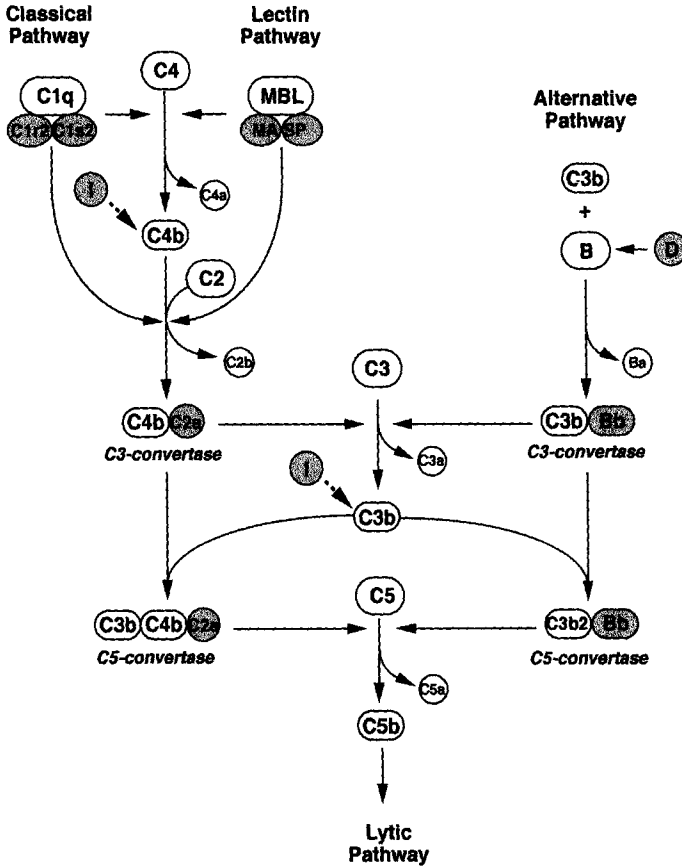 Classical
Pathway
Lectin
Pathway
C4
C1q
C1r2 C1s2
MBL
MA SP
Alternative
Pathway
C3b
+
B
D
I
C4a
C4b
C2
C2b
Ba
C3
C4b C2a
C3-convertase
C3b Bb
C3-convertase
C3a
I
C3b
C5
C3b C4b C2a
C5-convertase
C3b2 Bb
C5-convertase
C5a
C5b
Lytic
Pathway